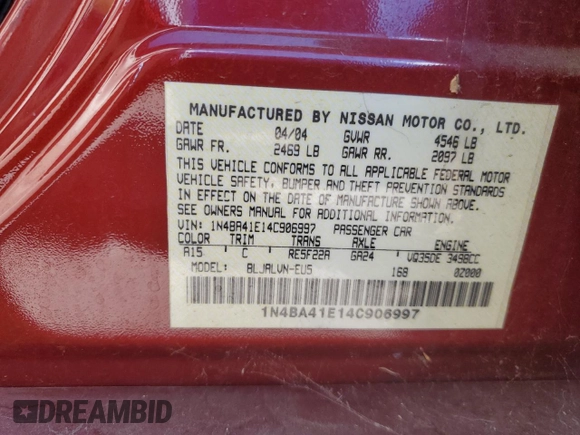 MANUFACTURED BY NISSAN MOTOR CO., LTD.
DATE 04/04 GVWR 4546 LB
GAWR FR. 2469 LB GAWR RR. 2097 LB
THIS VEHICLE CONFORMS TO ALL APPLICABLE FEDERAL MOTOR
VEHICLE SAFETY, BUMPER AND THEFT PREVENTION STANDARDS
IN EFFECT ON THE DATE OF MANUFACTURE SHOWN ABOVE.
SEE OWNERS MANUAL FOR ADDITIONAL INFORMATION.
VIN: 1N4BA41E14C906997 PASSENGER CAR
COLOR TRIM TRANS AXLE ENGINE
A15 C RE5F22A GA24 VQ35DE 3498CC
MODEL: BLJALVN-EU5 168 0Z000
1N4BA41E14C906997
DREAMBID